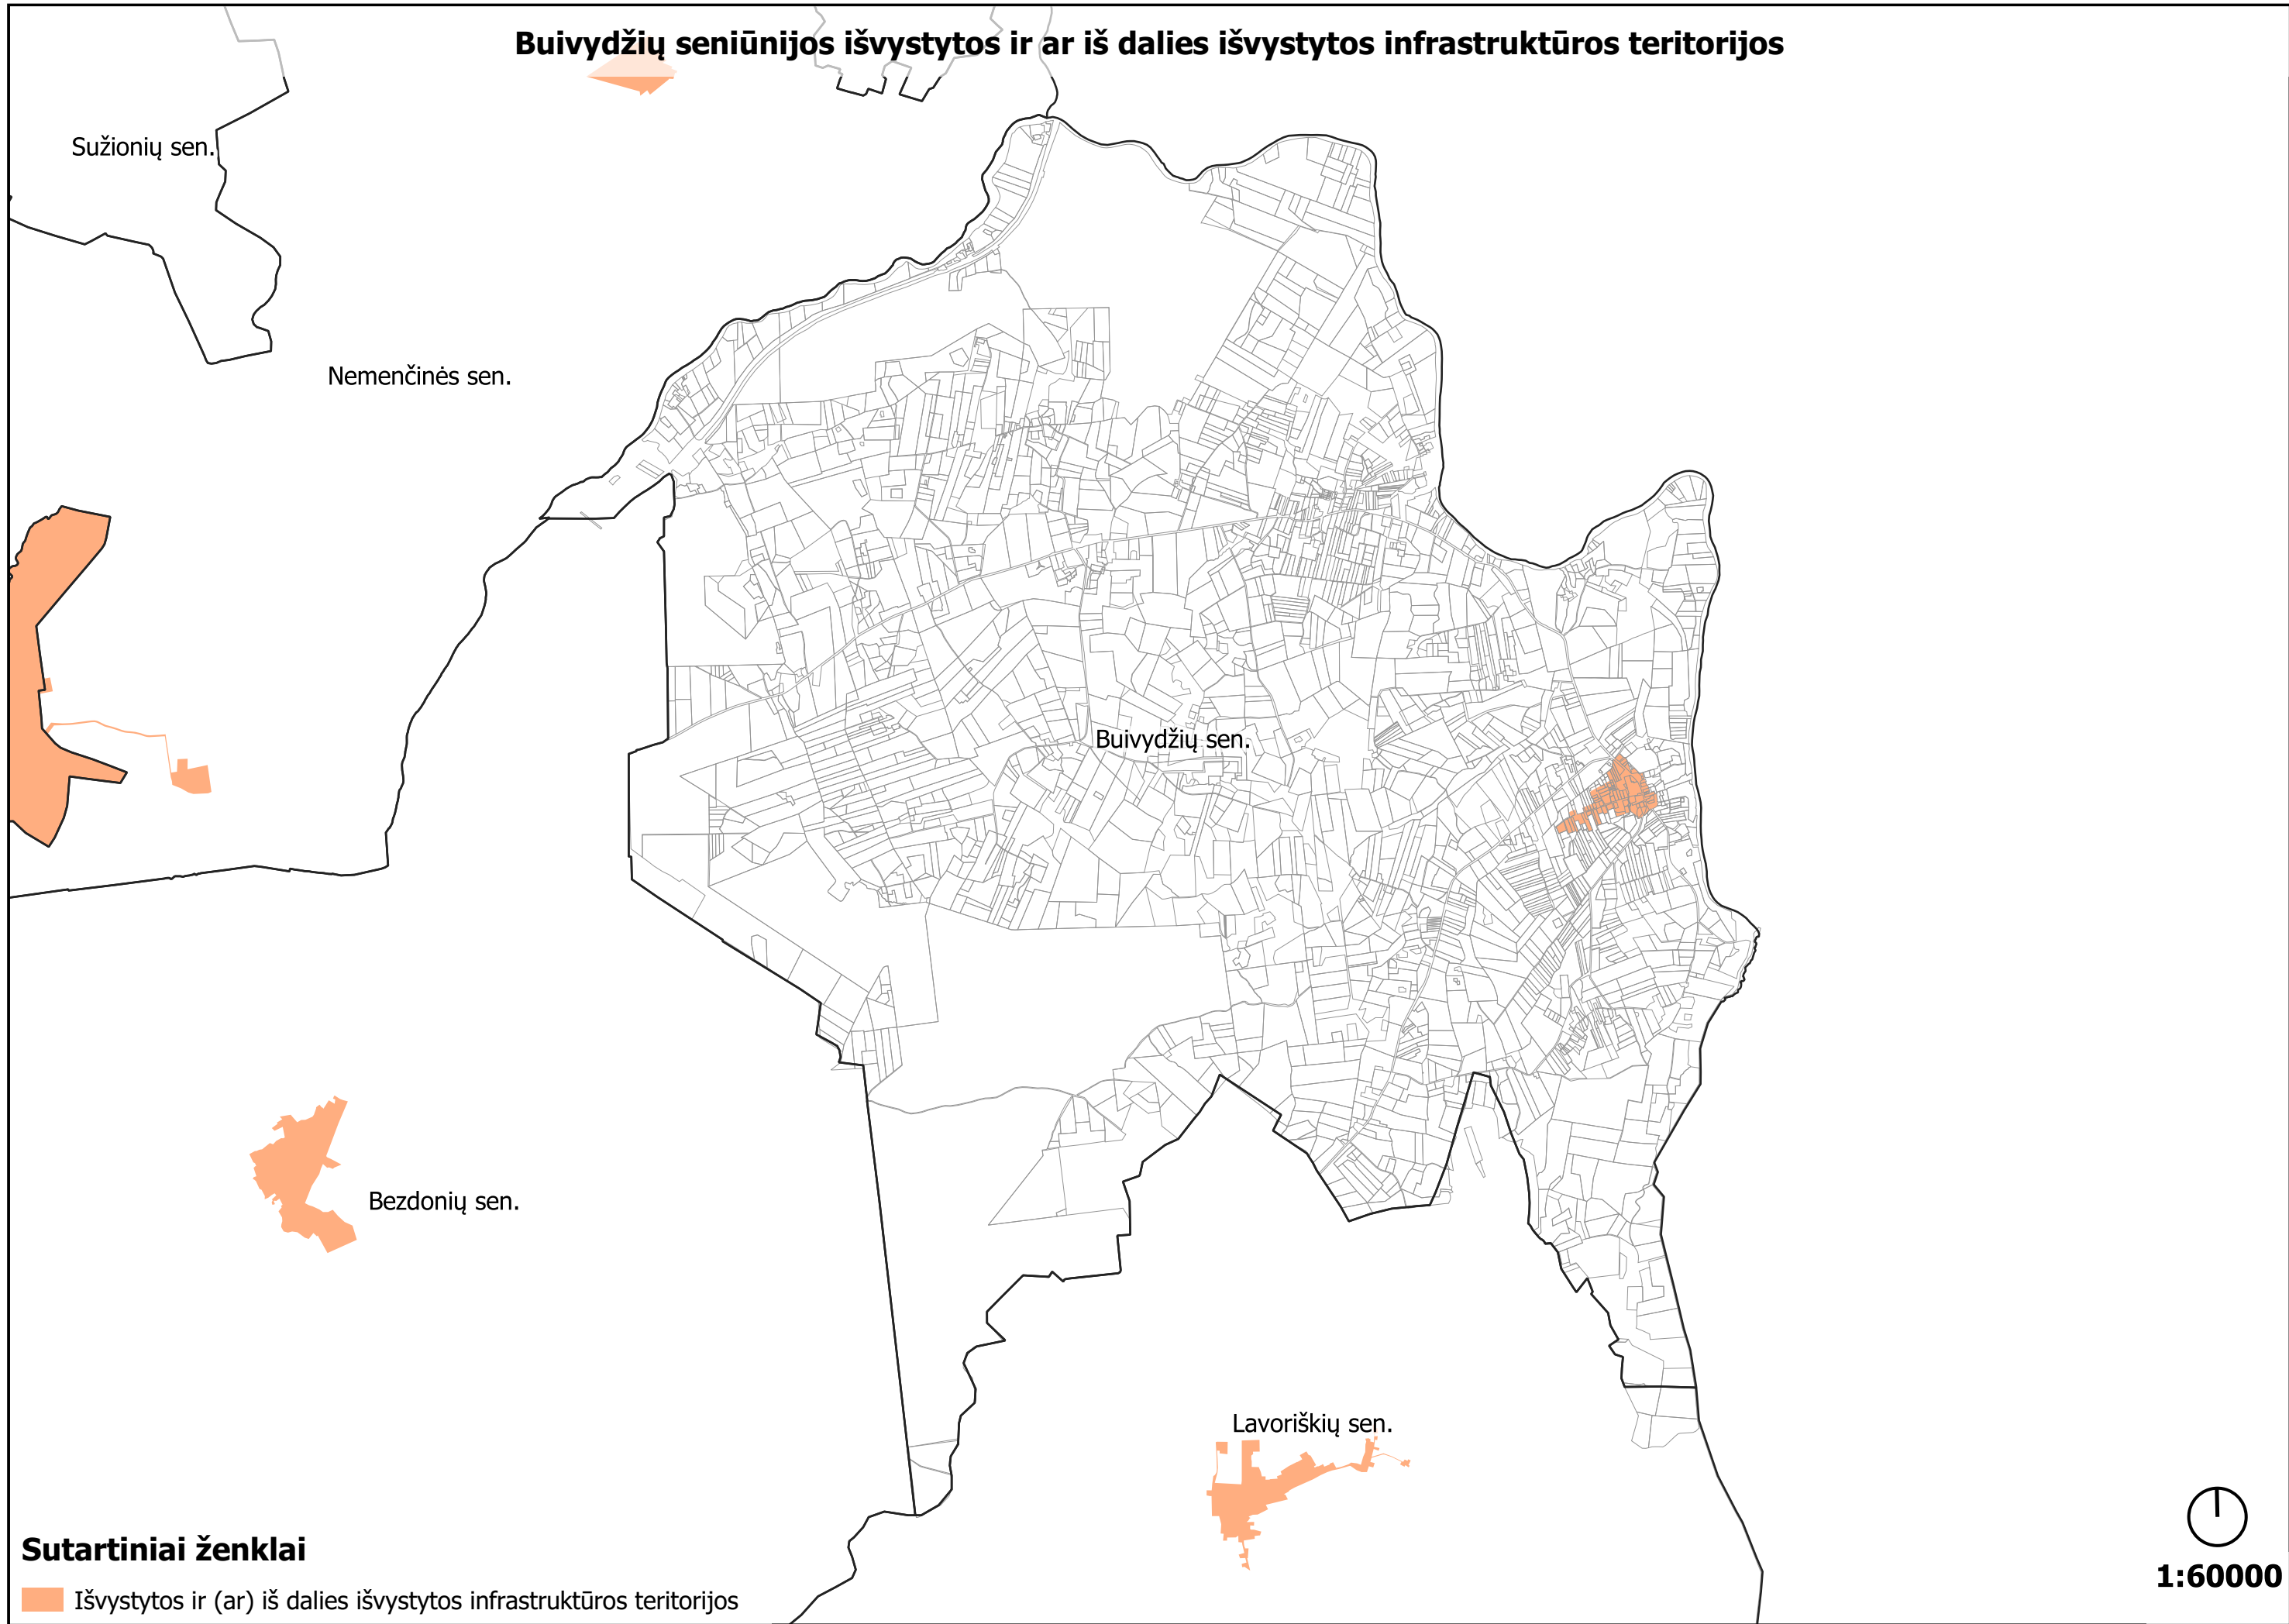 Buivydžių seniūnijos išvystytos ir ar iš dalies išvystytos infrastruktūros teritorijos
Sužionių sen.
Nemenčinės sen.
Buivydžių sen.
Bezdonių sen.
Lavoriškių sen.
Sutartiniai ženklai
Išvystytos ir (ar) iš dalies išvystytos infrastruktūros teritorijos
1:60000